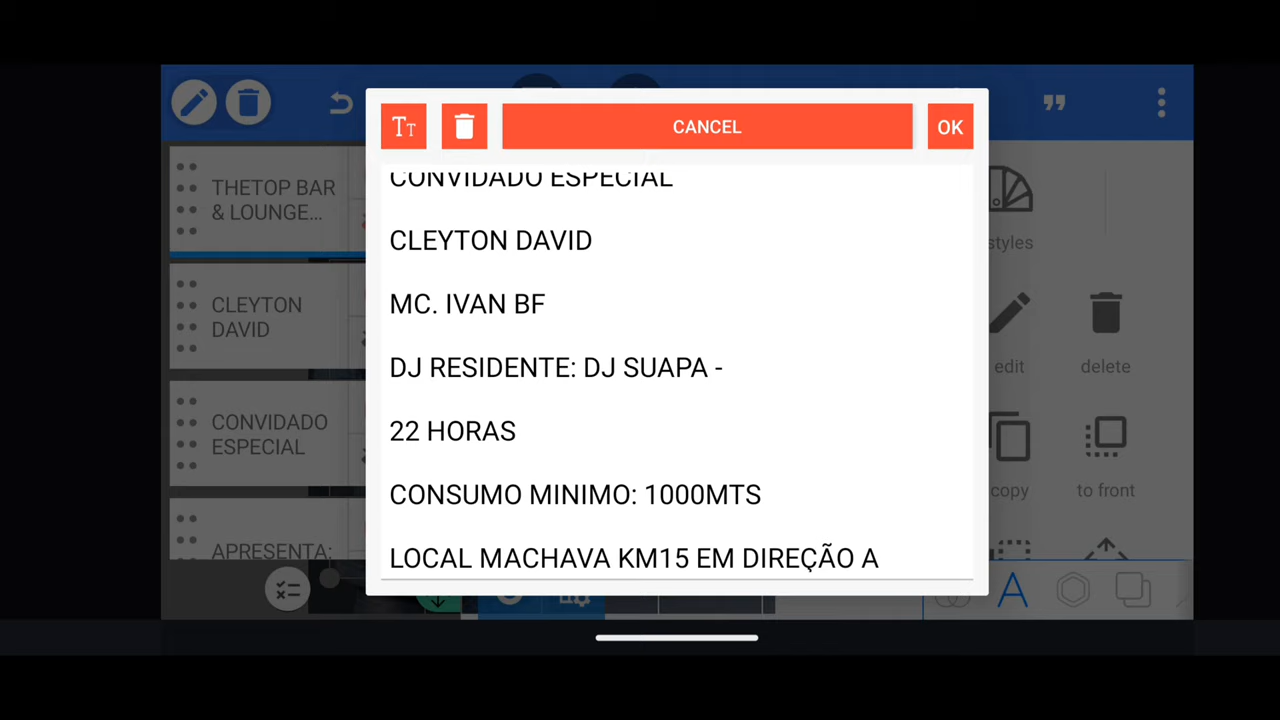 TT
CANCEL
OK
THETOP BAR
& LOUNGE...
CLEYTON
DAVID
CONVIDADO
ESPECIAL
APRESENTA:
CONVIDADO ESPECIAL
CLEYTON DAVID
MC. IVAN BF
DJ RESIDENTE: DJ SUAPA -
22 HORAS
CONSUMO MINIMO: 1000MTS
LOCAL MACHAVA KM15 EM DIREÇÃO A
styles
edit
delete
copy
to front
A